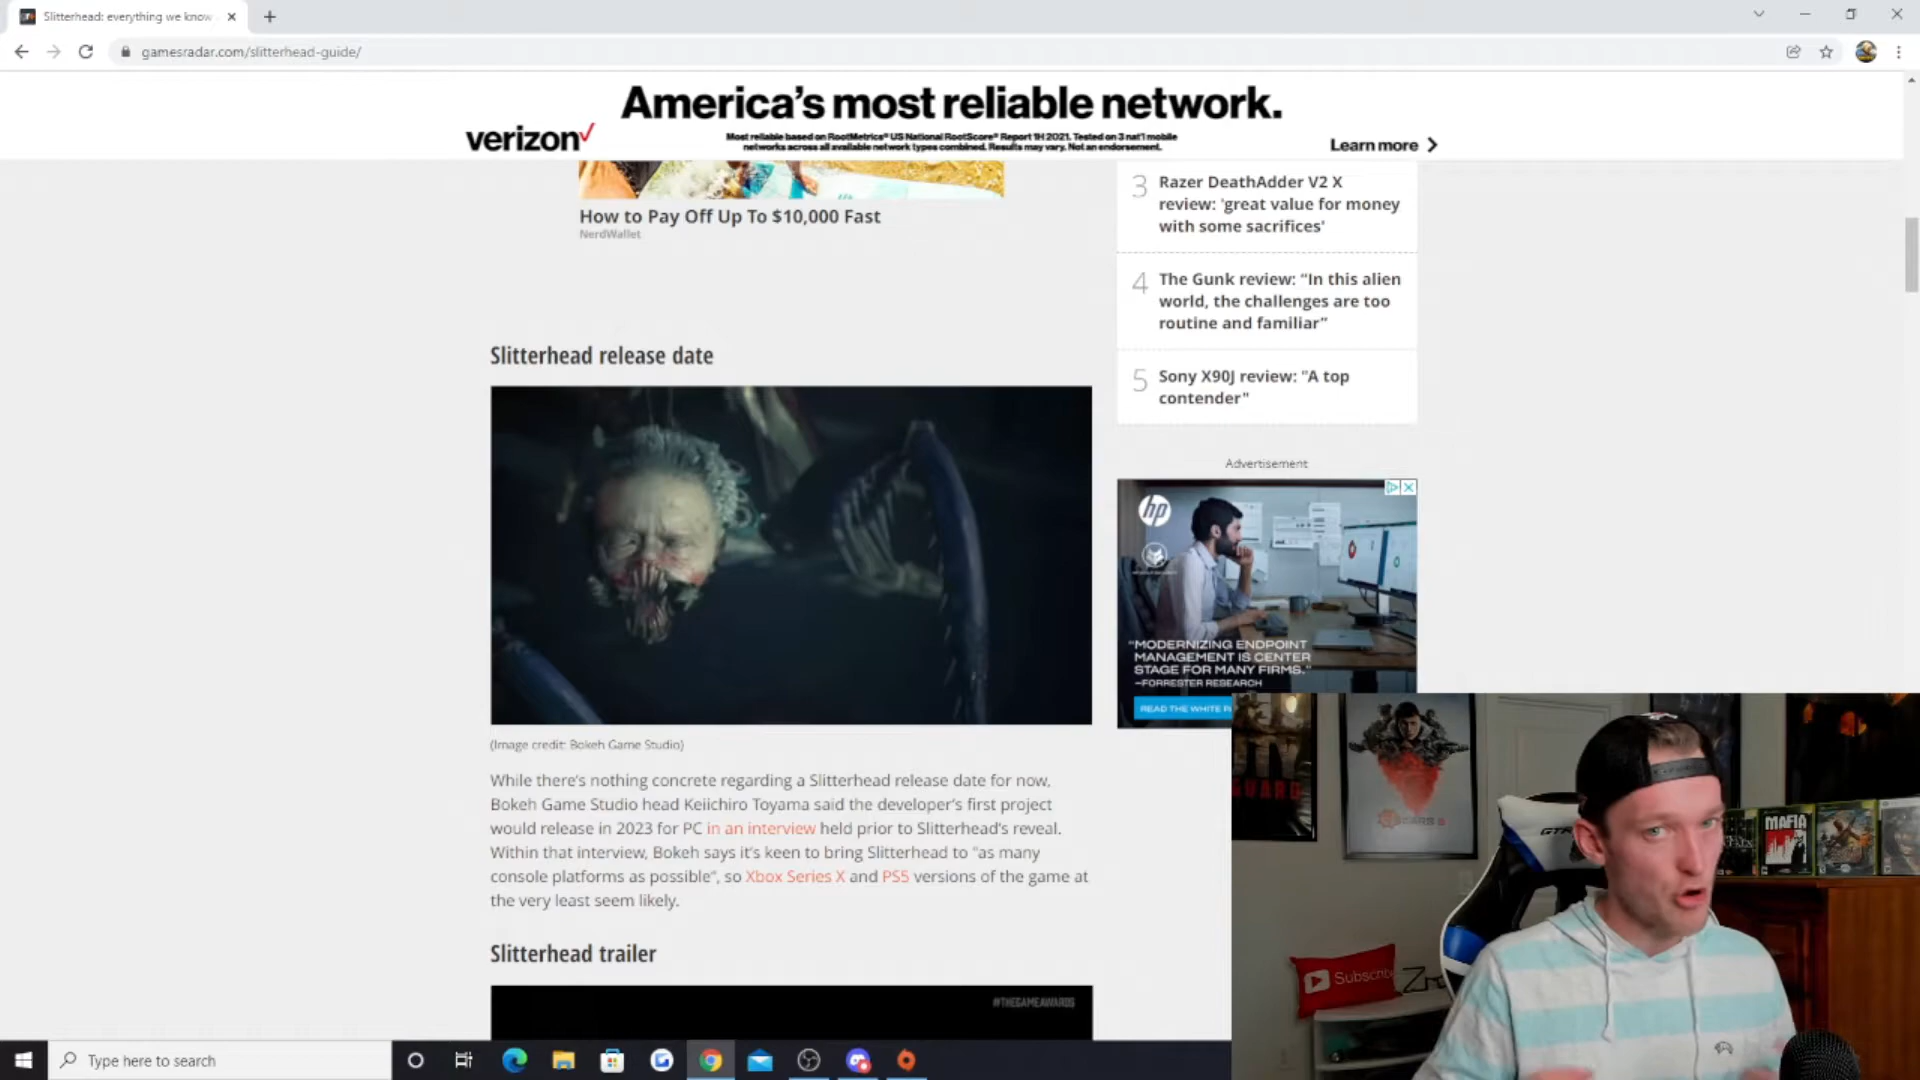 Slitterhead: everything we know
gamesradar.com/slitterhead-guide/
America's most reliable network.
verizon
Most reliable based on RootMetrics® US National RootScore® Report 1H 2021. Tested on 3 nat'l mobile
networks across all available network types combined. Results may vary. Not an endorsement.
Learn more
How to Pay Off Up To $10,000 Fast
NerdWallet
3 Razer DeathAdder V2 X
review: 'great value for money
with some sacrifices'
4 The Gunk review: “In this alien
world, the challenges are too
routine and familiar”
5 Sony X90J review: "A top
contender"
Advertisement
hp
"MODERNIZING ENDPOINT
MANAGEMENT IS CENTER
STAGE FOR MANY FIRMS."
–FORRESTER RESEARCH
READ THE WHITE P
Slitterhead release date
(Image credit: Bokeh Game Studio)
While there's nothing concrete regarding a Slitterhead release date for now,
Bokeh Game Studio head Keiichiro Toyama said the developer's first project
would release in 2023 for PC in an interview held prior to Slitterhead's reveal.
Within that interview, Bokeh says it's keen to bring Slitterhead to "as many
console platforms as possible", so Xbox Series X and PS5 versions of the game at
the very least seem likely.
Slitterhead trailer
#THEGAMEAWARDS
MAFIA
GTR
Subscribe
Type here to search